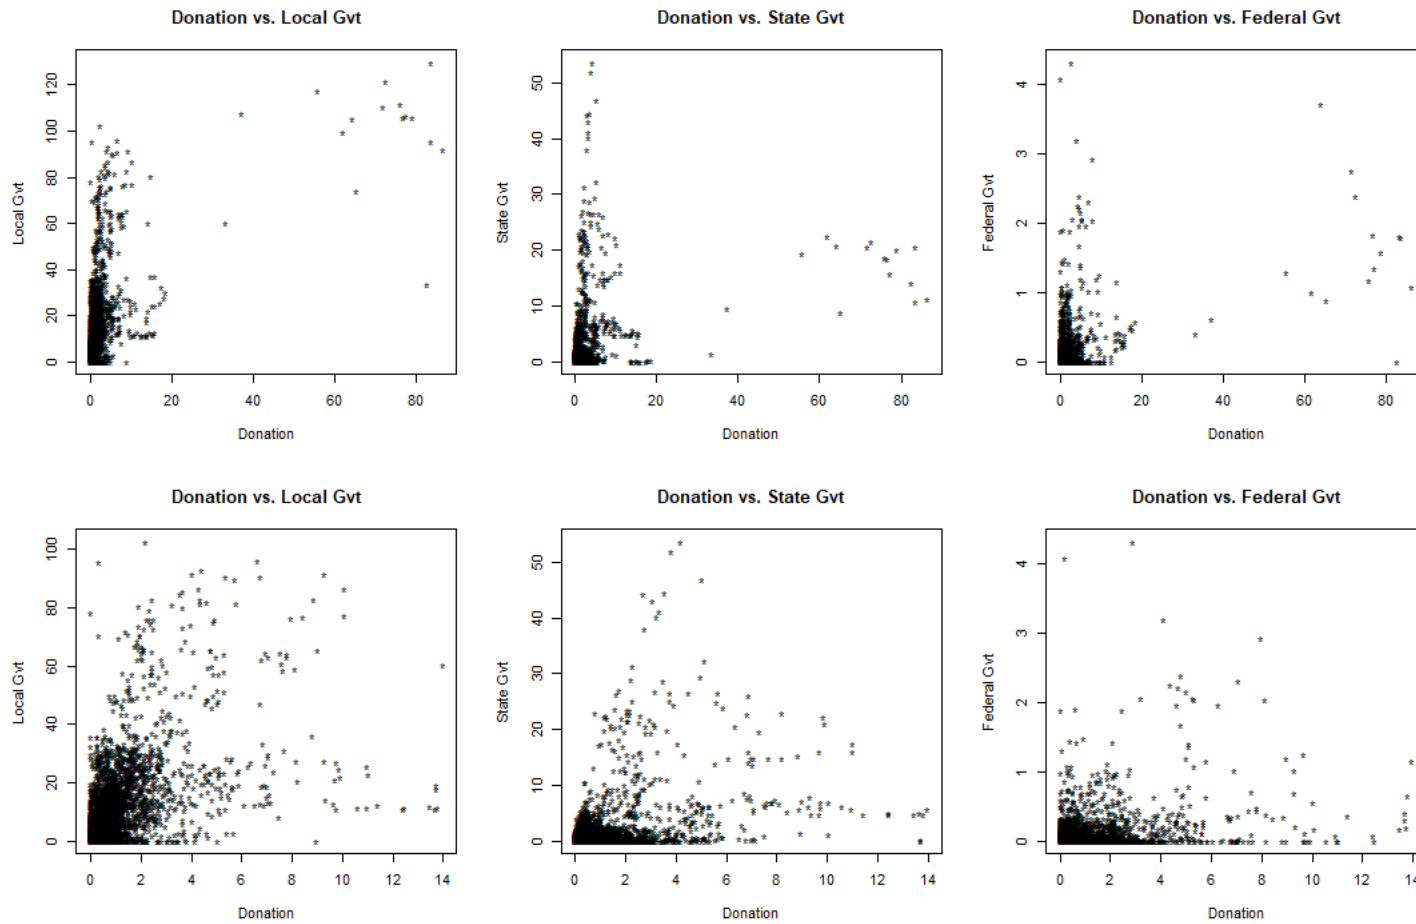 Donation vs. Local Gvt
Donation vs. State Gvt
Donation vs. Federal Gvt
Local Gvt
0 20 40 60 80 100 120
0 20 40 60 80
Donation
State Gvt
0 10 20 30 40 50
0 20 40 60 80
Donation
Federal Gvt
0 1 2 3 4
0 20 40 60 80
Donation
Donation vs. Local Gvt
Donation vs. State Gvt
Donation vs. Federal Gvt
Local Gvt
0 20 40 60 80 100
0 2 4 6 8 10 12 14
Donation
State Gvt
0 10 20 30 40 50
0 2 4 6 8 10 12 14
Donation
Federal Gvt
0 1 2 3 4
0 2 4 6 8 10 12 14
Donation